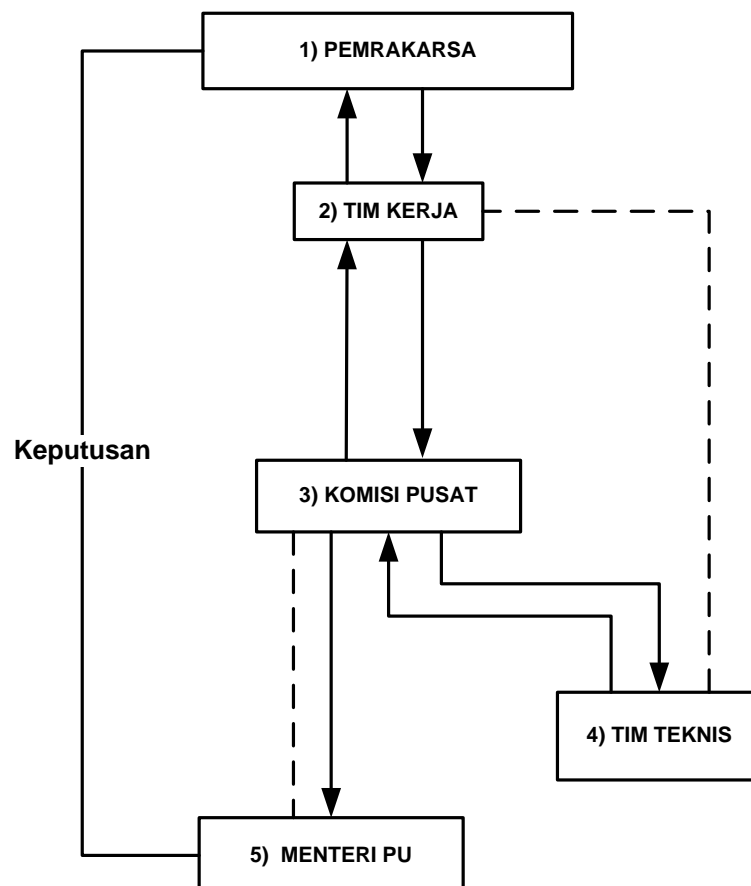 1) PEMRAKARSA
2) TIM KERJA
Keputusan
3) KOMISI PUSAT
4) TIM TEKNIS
5) MENTERI PU